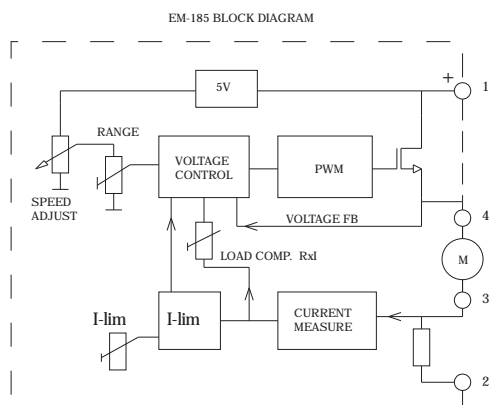 EM-185 BLOCK DIAGRAM
+
1
5V
RANGE
VOLTAGE
CONTROL
PWM
SPEED
ADJUST
VOLTAGE FB
4
LOAD COMP. RxI
M
I-lim
I-lim
CURRENT
MEASURE
3
2